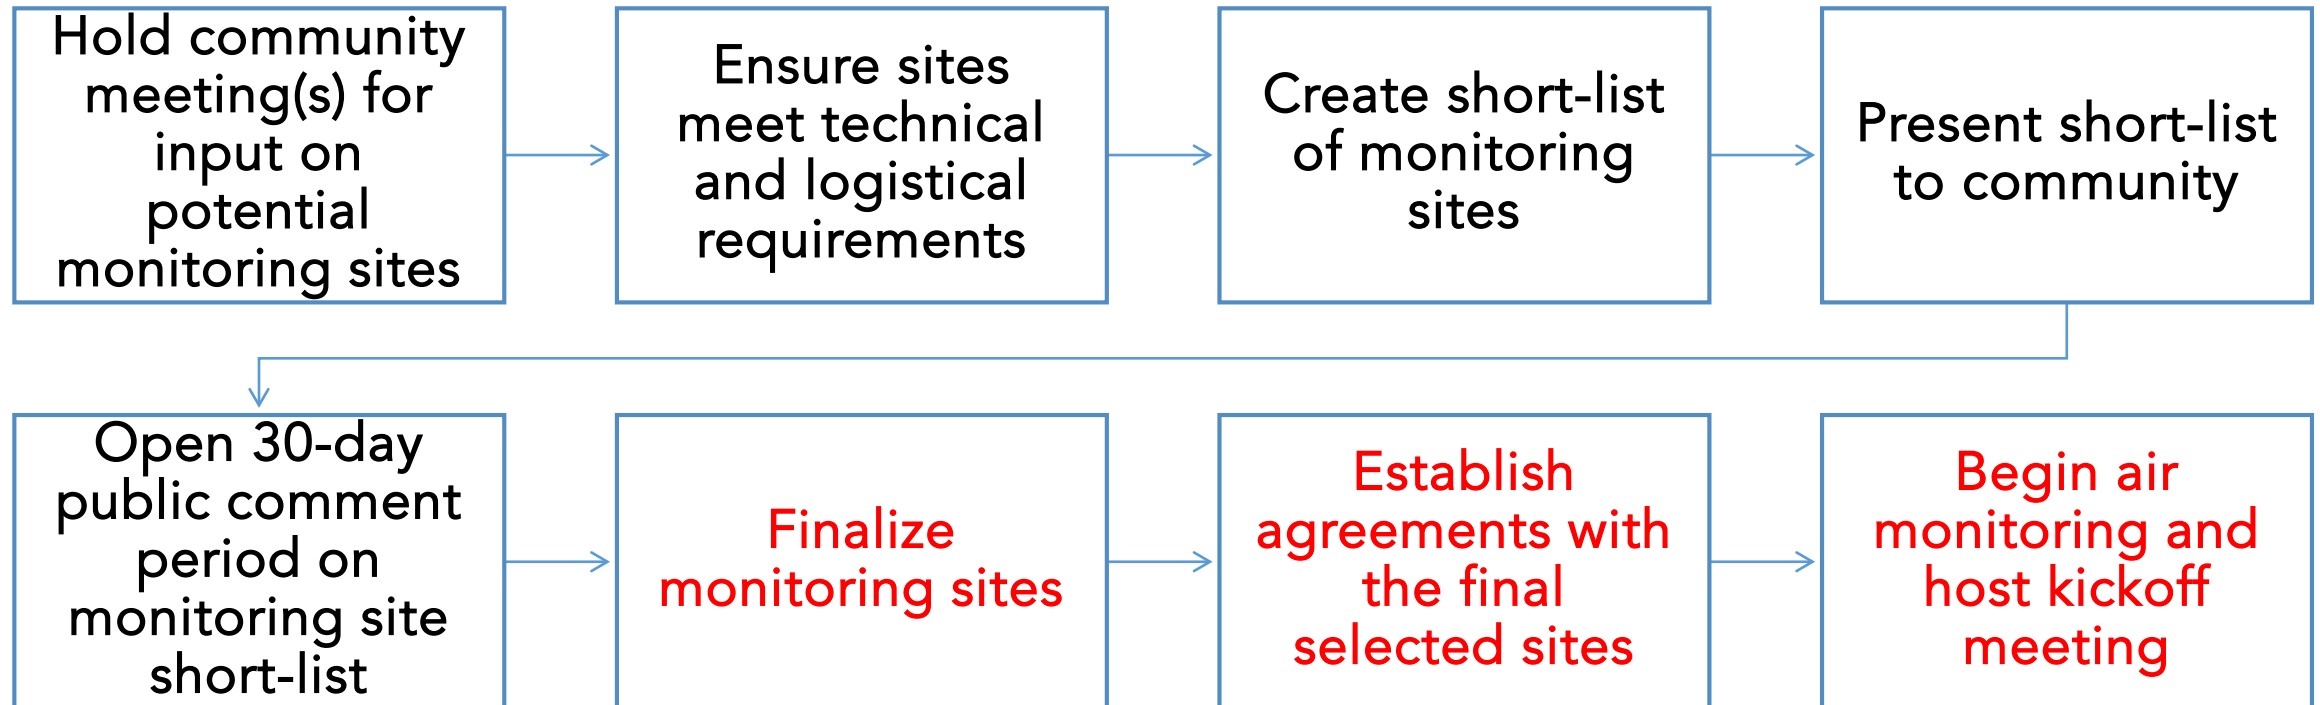 Hold community
meeting(s) for
input on
potential
monitoring sites
Ensure sites
meet technical
and logistical
requirements
Create short-list
of monitoring
sites
Present short-list
to community
Open 30-day
public comment
period on
monitoring site
short-list
Finalize
monitoring sites
Establish
agreements with
the final
selected sites
Begin air
monitoring and
host kickoff
meeting